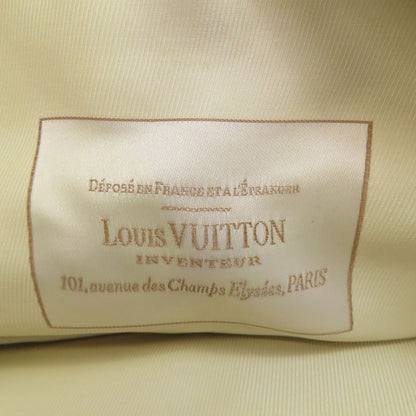 DÉPOSÉ EN FRANCE ET À L'ÉTRANGER
LOUIS VUITTON
INVENTEUR
101, avenue des Champs Elysées, PARIS